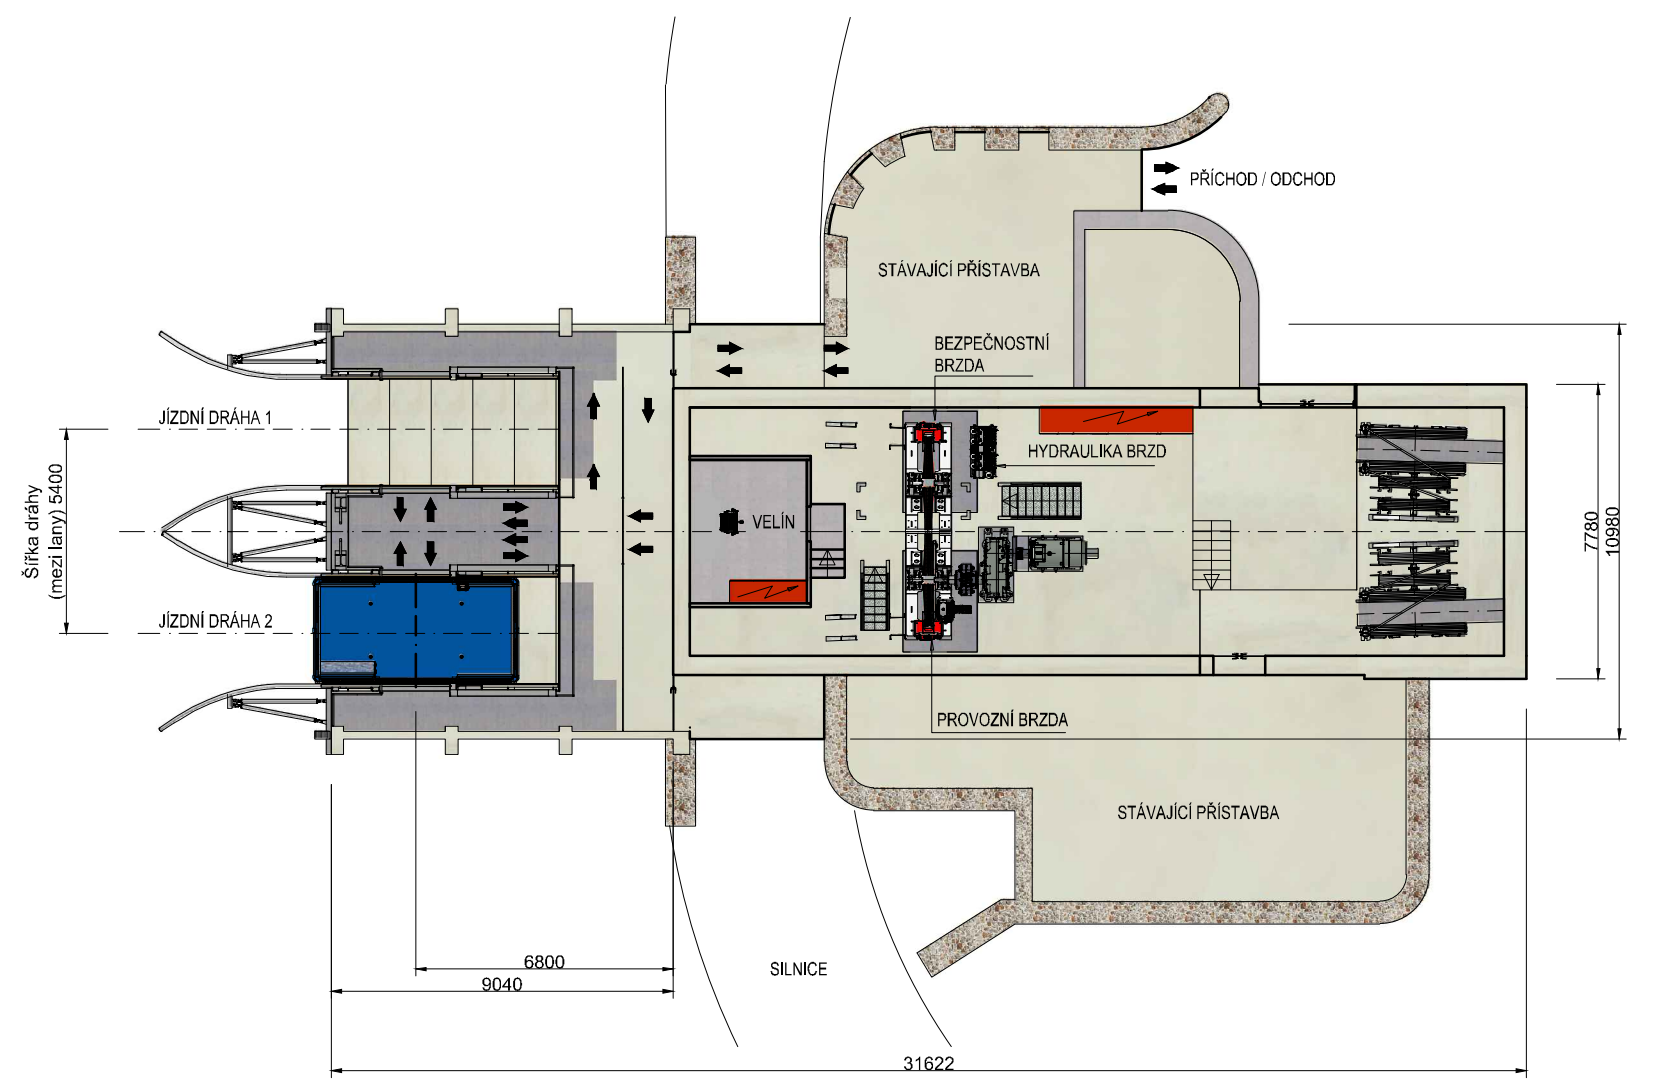 PŘÍCHOD / ODCHOD
STÁVAJÍCÍ PŘÍSTAVBA
BEZPEČNOSTNÍ
BRZDA
JÍZDNÍ DRÁHA 1
HYDRAULIKA BRZD
Šířka dráhy
(mezi lany) 5400
VELÍN
7780
10980
JÍZDNÍ DRÁHA 2
PROVOZNÍ BRZDA
STÁVAJÍCÍ PŘÍSTAVBA
6800
SILNICE
9040
31622